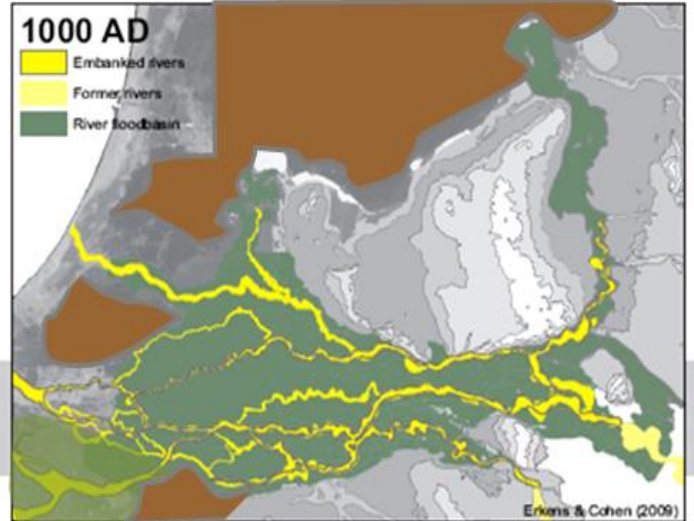 1000 AD
Embanked rivers
Former rivers
River floodbasin
Erkens & Cohen (2009)